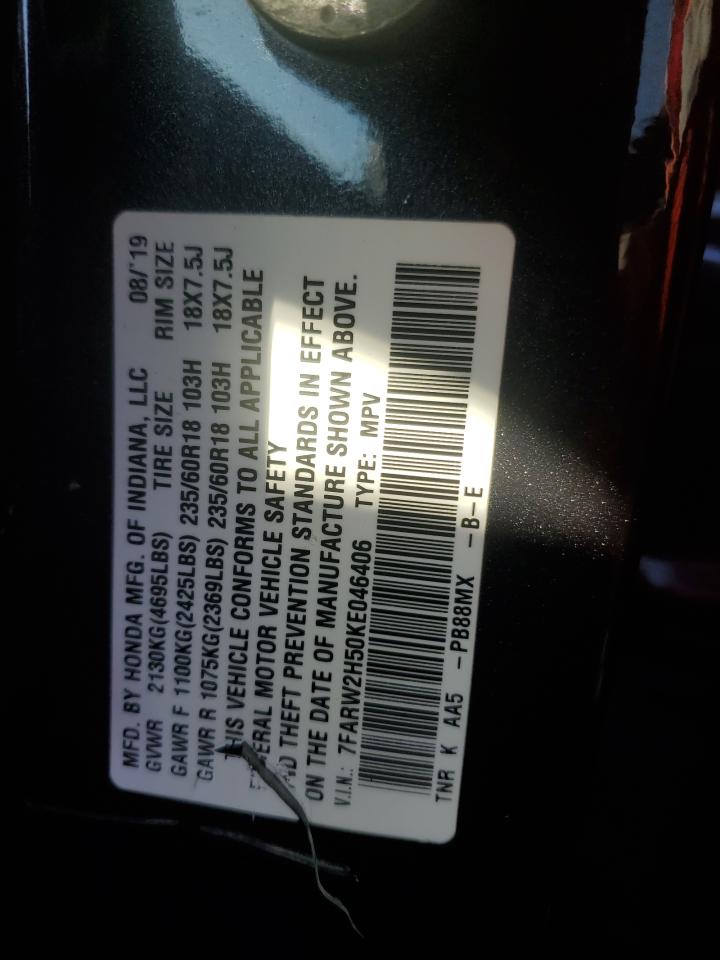 MFD. BY HONDA MFG. OF INDIANA, LLC 08/'19
GVWR 2130KG(4695LBS) TIRE SIZE RIM SIZE
GAWR F 1100KG(2425LBS) 235/60R18 103H 18X7.5J
GAWR R 1075KG(2369LBS) 235/60R18 103H 18X7.5J
THIS VEHICLE CONFORMS TO ALL APPLICABLE
FEDERAL MOTOR VEHICLE SAFETY
AND THEFT PREVENTION STANDARDS IN EFFECT
ON THE DATE OF MANUFACTURE SHOWN ABOVE.
V.I.N.: 7FARW2H50KE046406 TYPE: MPV
TNR K AA5 -PB88MX -B-E